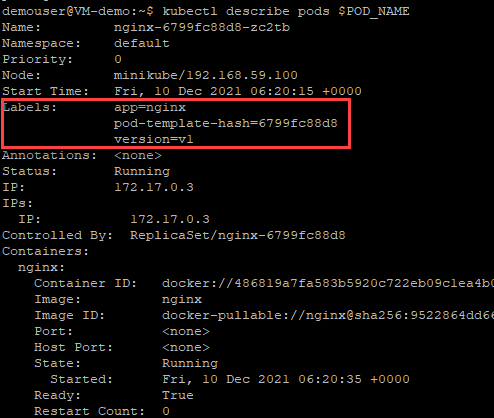 demouser@VM-demo:~$ kubectl describe pods $POD_NAME
Name:         nginx-6799fc88d8-zc2tb
Namespace:    default
Priority:     0
Node:         minikube/192.168.59.100
Start Time:   Fri, 10 Dec 2021 06:20:15 +0000
Labels:       app=nginx
              pod-template-hash=6799fc88d8
              version=v1
Annotations:  <none>
Status:       Running
IP:           172.17.0.3
IPs:
  IP:           172.17.0.3
Controlled By:  ReplicaSet/nginx-6799fc88d8
Containers:
  nginx:
    Container ID:   docker://486819a7fa583b5920c722eb09c1ea4b0
    Image:          nginx
    Image ID:       docker-pullable://nginx@sha256:9522864dd66
    Port:           <none>
    Host Port:      <none>
    State:          Running
      Started:      Fri, 10 Dec 2021 06:20:35 +0000
    Ready:          True
    Restart Count:  0